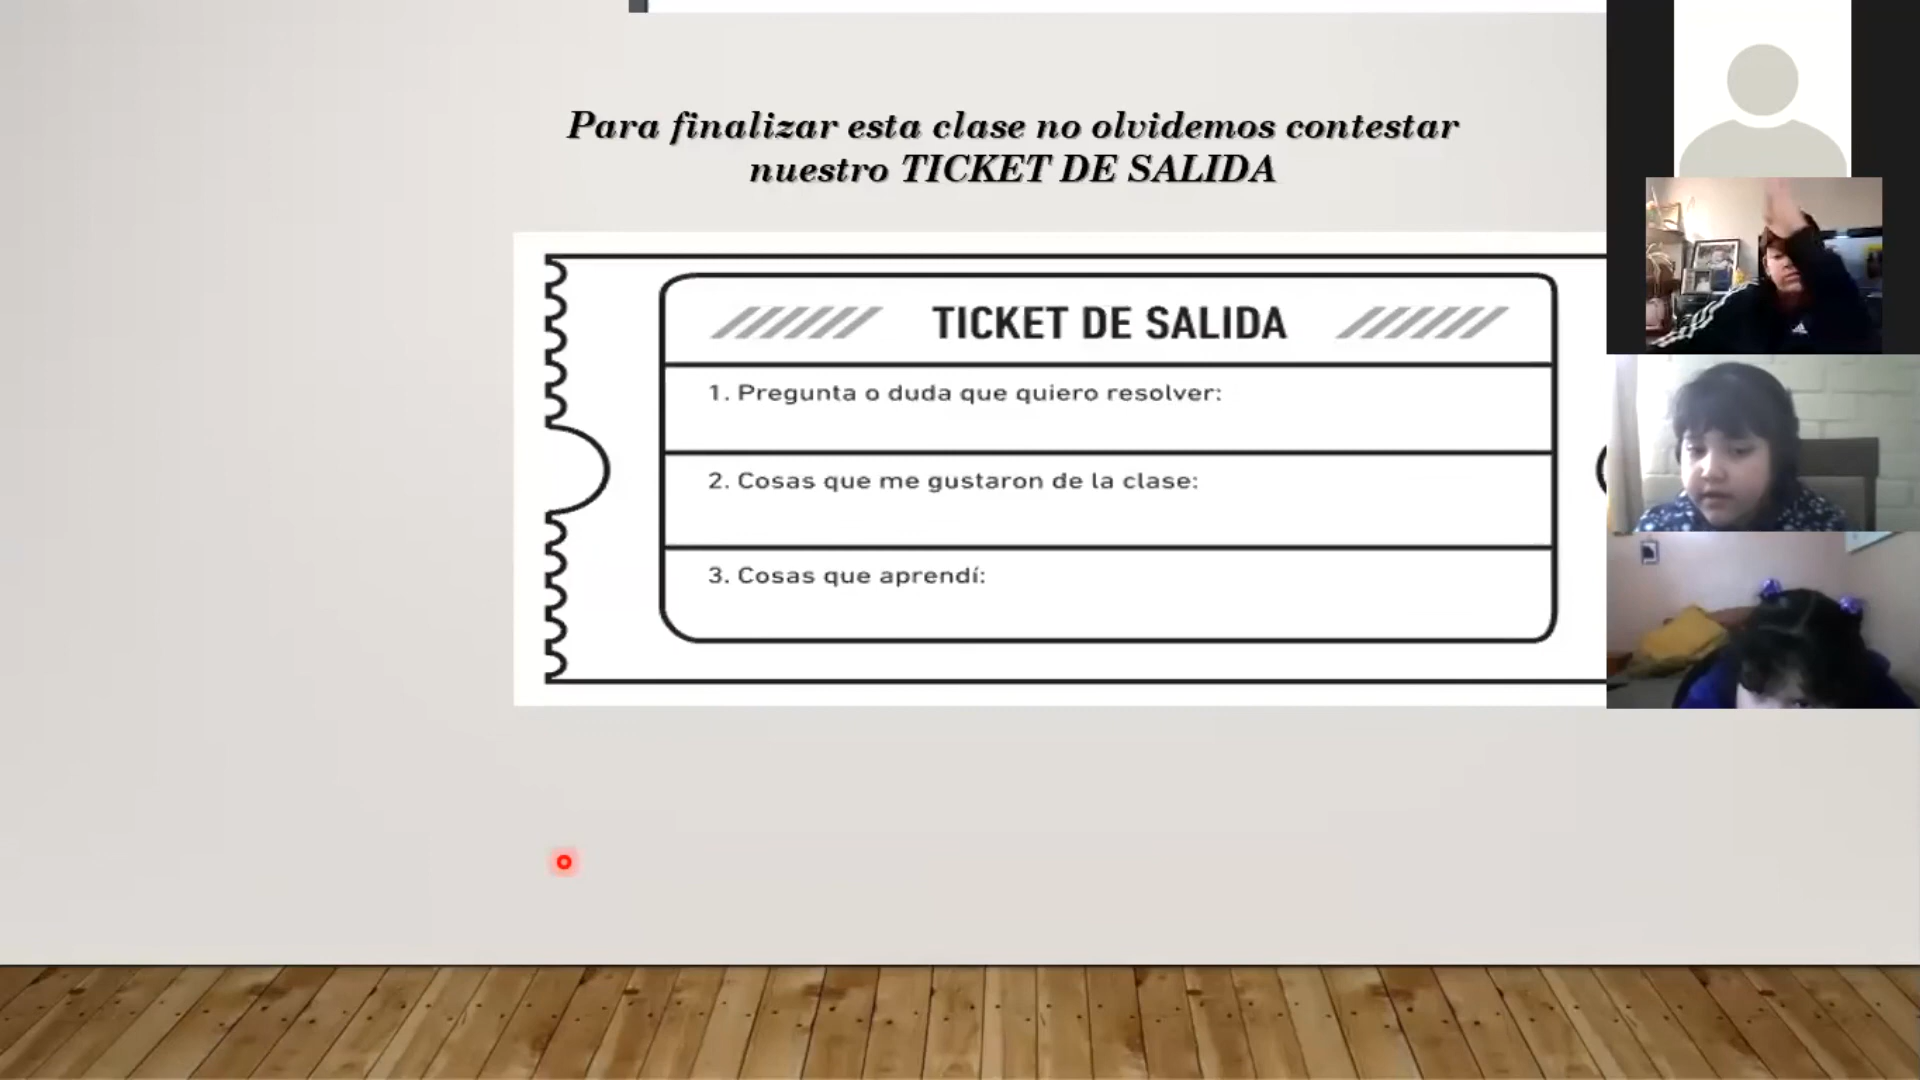 Para finalizar esta clase no olvidemos contestar
nuestro TICKET DE SALIDA
TICKET DE SALIDA
1. Pregunta o duda que quiero resolver:
2. Cosas que me gustaron de la clase:
3. Cosas que aprendí: